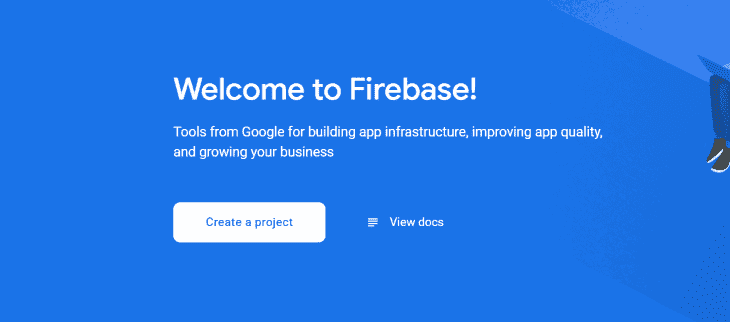 Welcome to Firebase!
Tools from Google for building app infrastructure, improving app quality,
and growing your business
Create a project
View docs